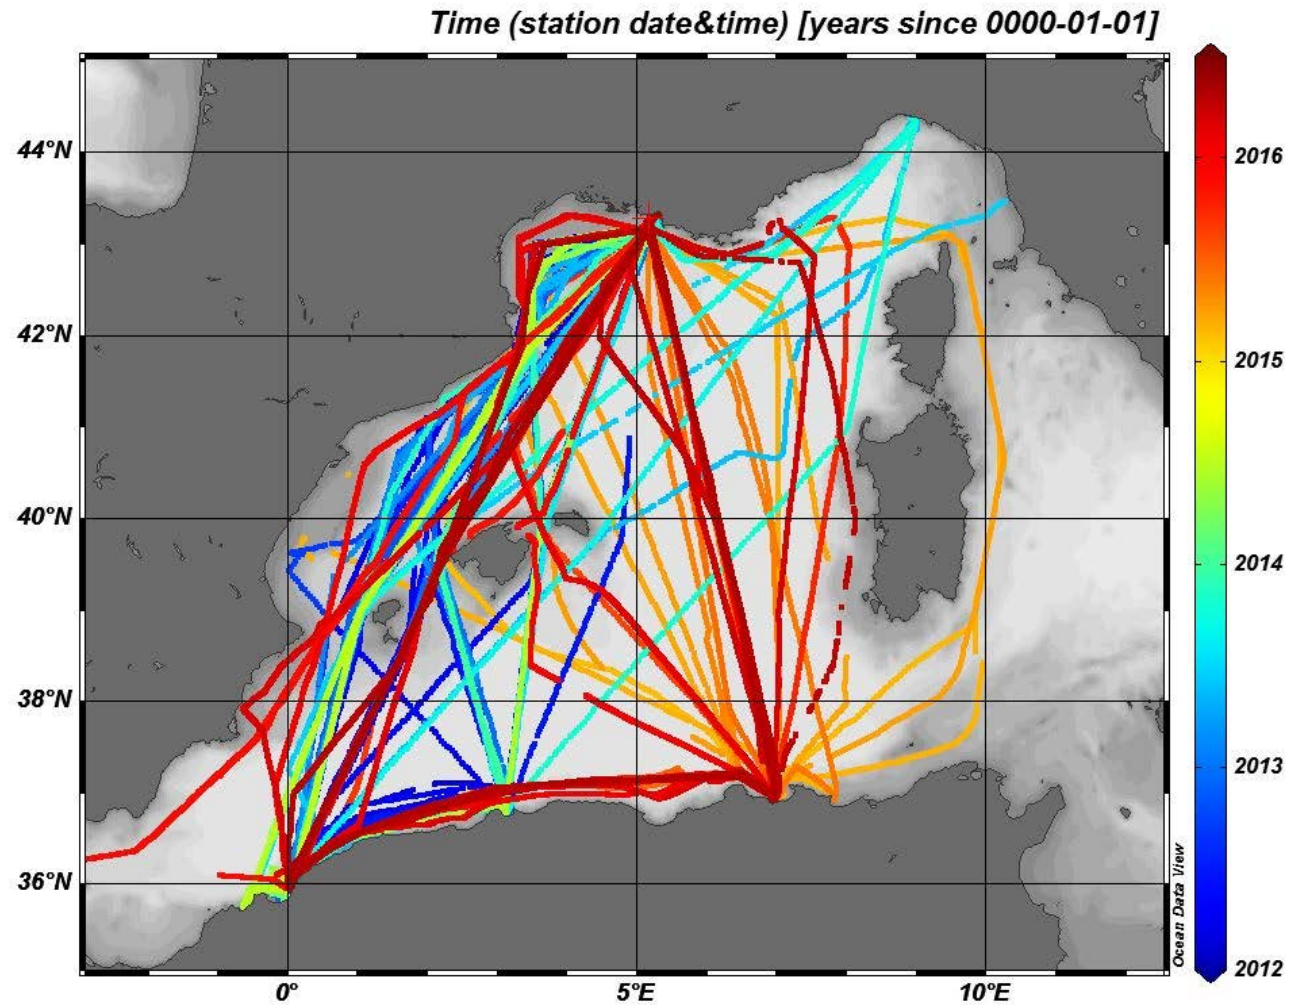 Time (station date&time) [years since 0000-01-01]
44°N
42°N
40°N
38°N
36°N
0°
5°E
10°E
2016
2015
2014
2013
2012
Ocean Data View